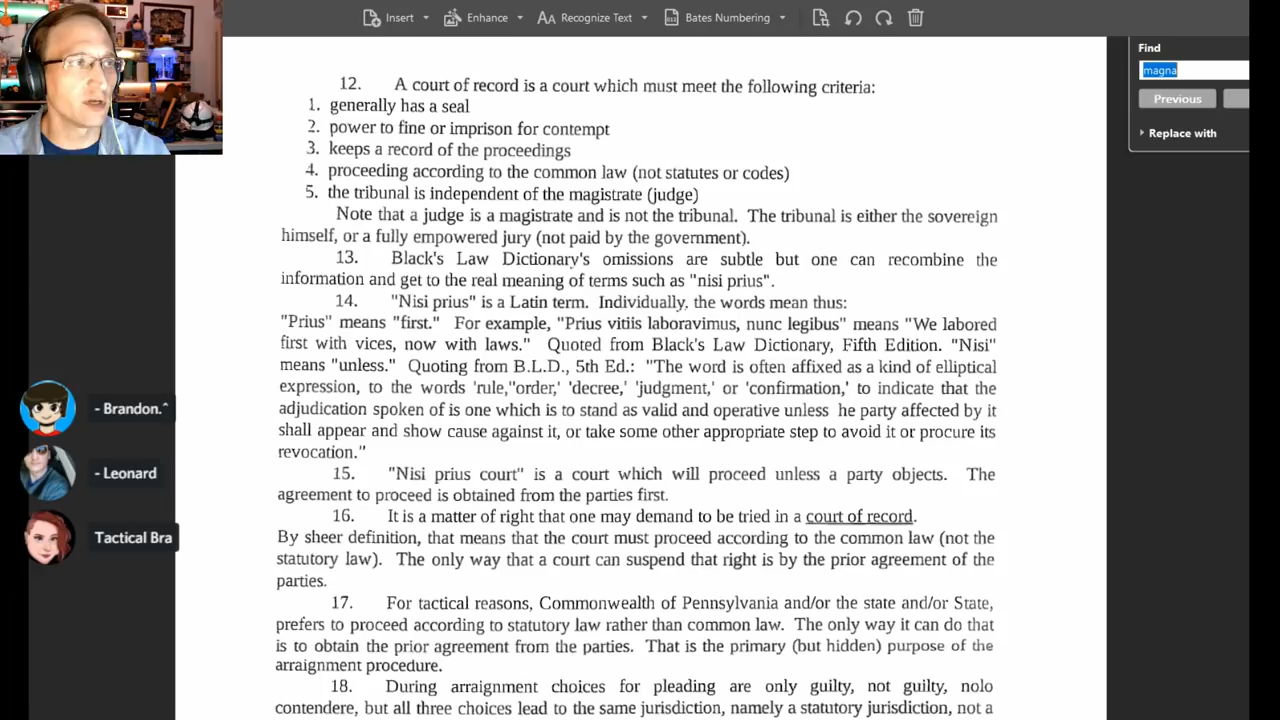 Insert
Enhance
Recognize Text
Bates Numbering
Find
magna
Previous
Replace with
12. A court of record is a court which must meet the following criteria:
1. generally has a seal
2. power to fine or imprison for contempt
3. keeps a record of the proceedings
4. proceeding according to the common law (not statutes or codes)
5. the tribunal is independent of the magistrate (judge)
Note that a judge is a magistrate and is not the tribunal. The tribunal is either the sovereign
himself, or a fully empowered jury (not paid by the government).
13. Black's Law Dictionary's omissions are subtle but one can recombine the
information and get to the real meaning of terms such as "nisi prius".
14. "Nisi prius" is a Latin term. Individually, the words mean thus:
"Prius" means "first." For example, "Prius vitiis laboravimus, nunc legibus" means "We labored
first with vices, now with laws." Quoted from Black's Law Dictionary, Fifth Edition. "Nisi"
means "unless." Quoting from B.L.D., 5th Ed.: "The word is often affixed as a kind of elliptical
expression, to the words 'rule,''order,' 'decree,' 'judgment,' or 'confirmation,' to indicate that the
adjudication spoken of is one which is to stand as valid and operative unless he party affected by it
shall appear and show cause against it, or take some other appropriate step to avoid it or procure its
revocation."
15. "Nisi prius court" is a court which will proceed unless a party objects. The
agreement to proceed is obtained from the parties first.
16. It is a matter of right that one may demand to be tried in a court of record.
By sheer definition, that means that the court must proceed according to the common law (not the
statutory law). The only way that a court can suspend that right is by the prior agreement of the
parties.
17. For tactical reasons, Commonwealth of Pennsylvania and/or the state and/or State,
prefers to proceed according to statutory law rather than common law. The only way it can do that
is to obtain the prior agreement from the parties. That is the primary (but hidden) purpose of the
arraignment procedure.
18. During arraignment choices for pleading are only guilty, not guilty, nolo
contendere, but all three choices lead to the same jurisdiction, namely a statutory jurisdiction, not a
- Brandon.^
- Leonard
Tactical Bra